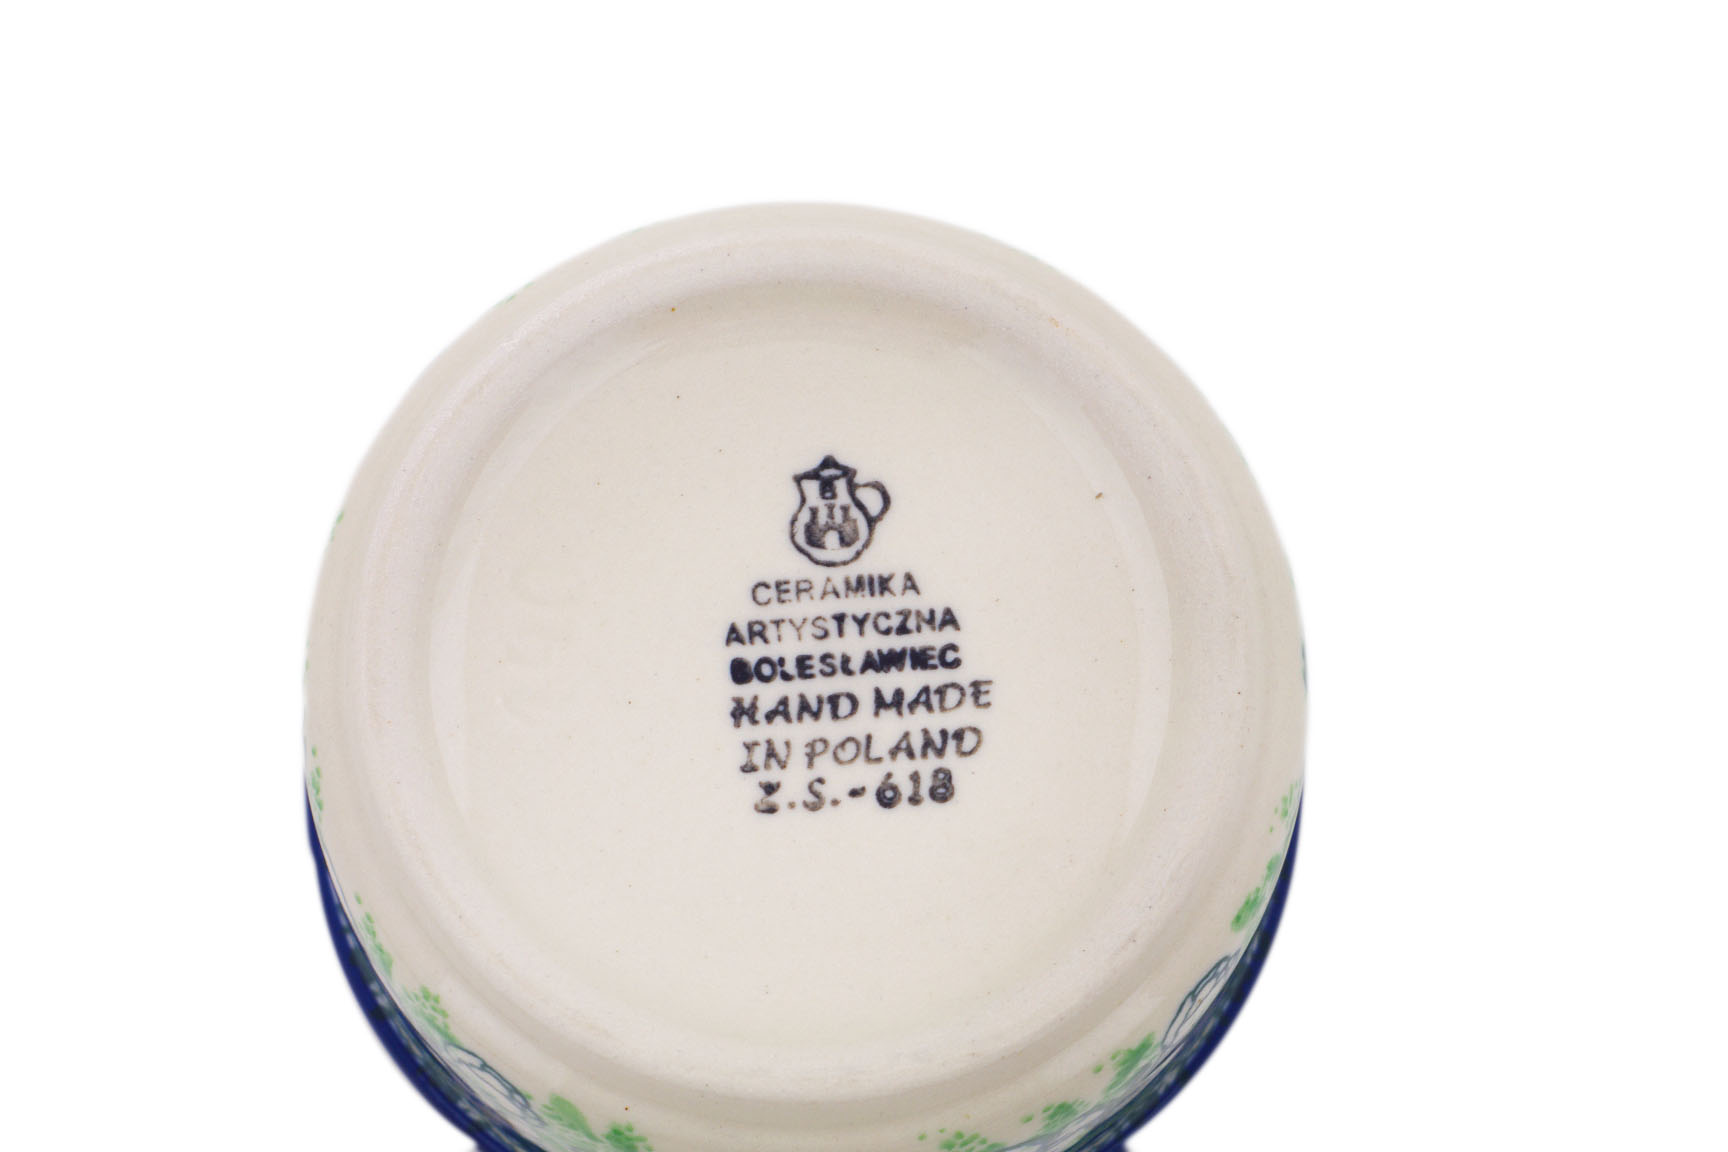 B
CERAMIKA
ARTYSTYCZNA
BOLESŁAWIEC
HAND MADE
IN POLAND
Z.S.-618